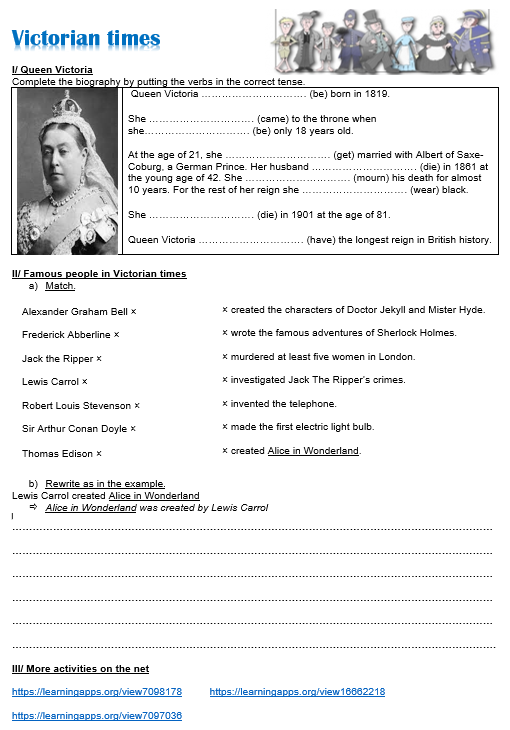 Victorian times
I/ Queen Victoria
Complete the biography by putting the verbs in the correct tense.
Queen Victoria …………………………. (be) born in 1819.
She …………………………. (came) to the throne when
she…………………………. (be) only 18 years old.
At the age of 21, she …………………………. (get) married with Albert of Saxe-
Coburg, a German Prince. Her husband …………………………. (die) in 1861 at
the young age of 42. She …………………………. (mourn) his death for almost
10 years. For the rest of her reign she …………………………. (wear) black.
She …………………………. (die) in 1901 at the age of 81.
Queen Victoria …………………………. (have) the longest reign in British history.
II/ Famous people in Victorian times
a) Match.
Alexander Graham Bell × × created the characters of Doctor Jekyll and Mister Hyde.
Frederick Abberline × × wrote the famous adventures of Sherlock Holmes.
Jack the Ripper × × murdered at least five women in London.
Lewis Carrol × × investigated Jack The Ripper's crimes.
Robert Louis Stevenson × × invented the telephone.
Sir Arthur Conan Doyle × × made the first electric light bulb.
Thomas Edison × × created Alice in Wonderland.
b) Rewrite as in the example.
Lewis Carrol created Alice in Wonderland
⇨ Alice in Wonderland was created by Lewis Carrol
I
………………………………………………………………………………………………
………………………………………………………………………………………………
………………………………………………………………………………………………
………………………………………………………………………………………………
………………………………………………………………………………………………
………………………………………………………………………………………………
III/ More activities on the net
https://learningapps.org/view7098178 https://learningapps.org/view16662218
https://learningapps.org/view7097036